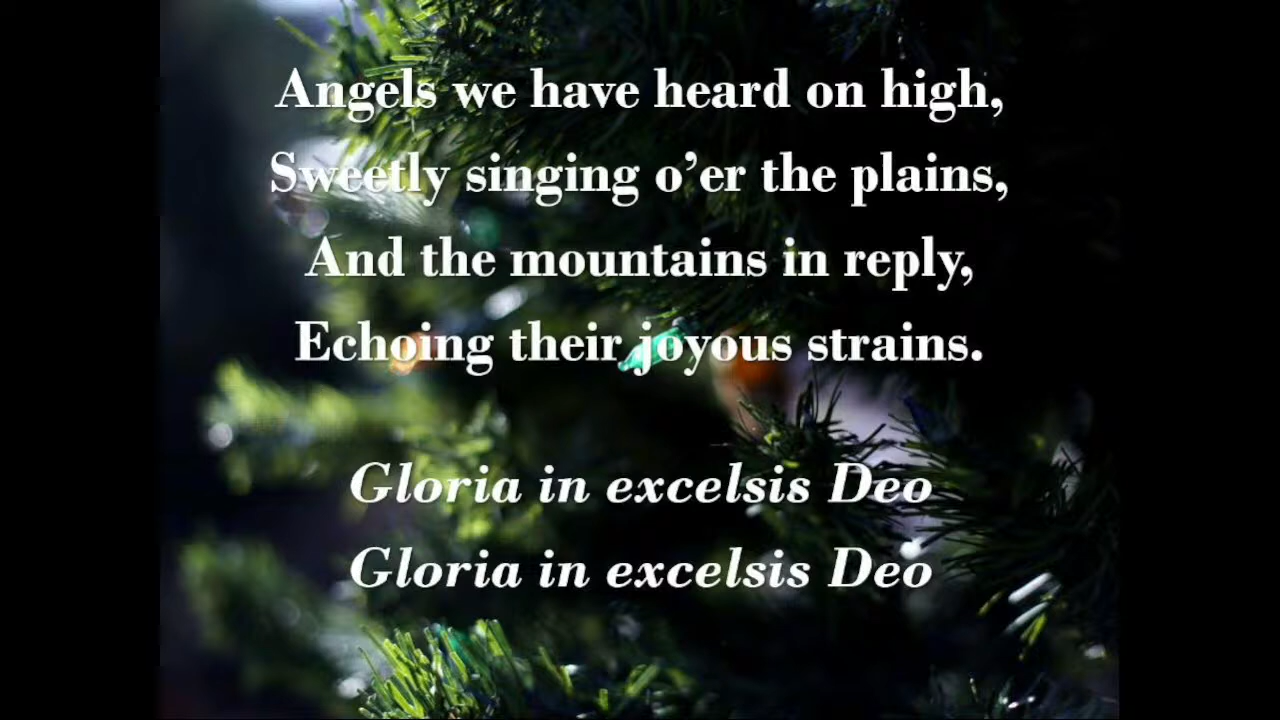 Angels we have heard on high,
Sweetly singing o’er the plains,
And the mountains in reply,
Echoing their joyous strains.
Gloria in excelsis Deo
Gloria in excelsis Deo